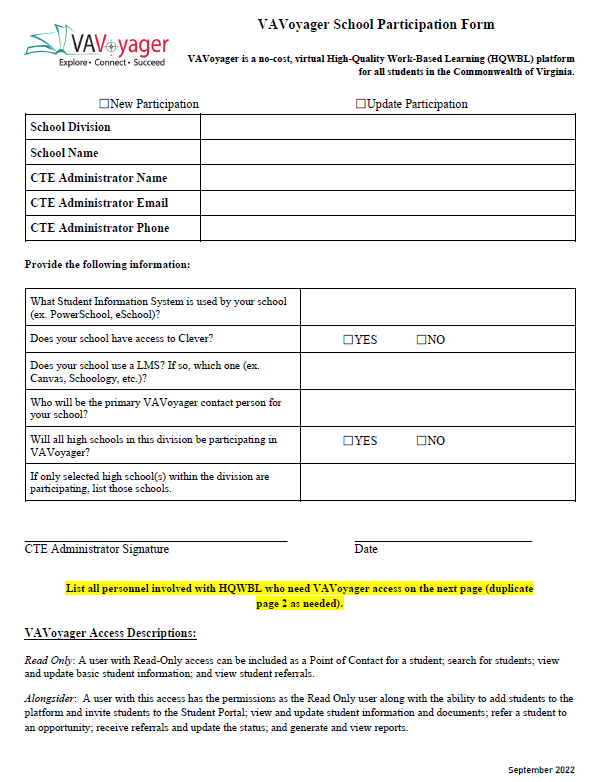 VAVoyager School Participation Form
VAVoyager
Explore • Connect • Succeed
VAVoyager is a no-cost, virtual High-Quality Work-Based Learning (HQWBL) platform
for all students in the Commonwealth of Virginia.
☐New Participation ☐Update Participation
School Division
School Name
CTE Administrator Name
CTE Administrator Email
CTE Administrator Phone
Provide the following information:
What Student Information System is used by your school
(ex. PowerSchool, eSchool)?
Does your school have access to Clever? ☐YES ☐NO
Does your school use a LMS? If so, which one (ex.
Canvas, Schoology, etc.)?
Who will be the primary VAVoyager contact person for
your school?
Will all high schools in this division be participating in
VAVoyager? ☐YES ☐NO
If only selected high school(s) within the division are
participating, list those schools.
CTE Administrator Signature Date
List all personnel involved with HQWBL who need VAVoyager access on the next page (duplicate
page 2 as needed).
VAVoyager Access Descriptions:
Read Only: A user with Read-Only access can be included as a Point of Contact for a student; search for students; view
and update basic student information; and view student referrals.
Alongsider: A user with this access has the permissions as the Read Only user along with the ability to add students to the
platform and invite students to the Student Portal; view and update student information and documents; refer a student to
an opportunity; receive referrals and update the status; and generate and view reports.
September 2022